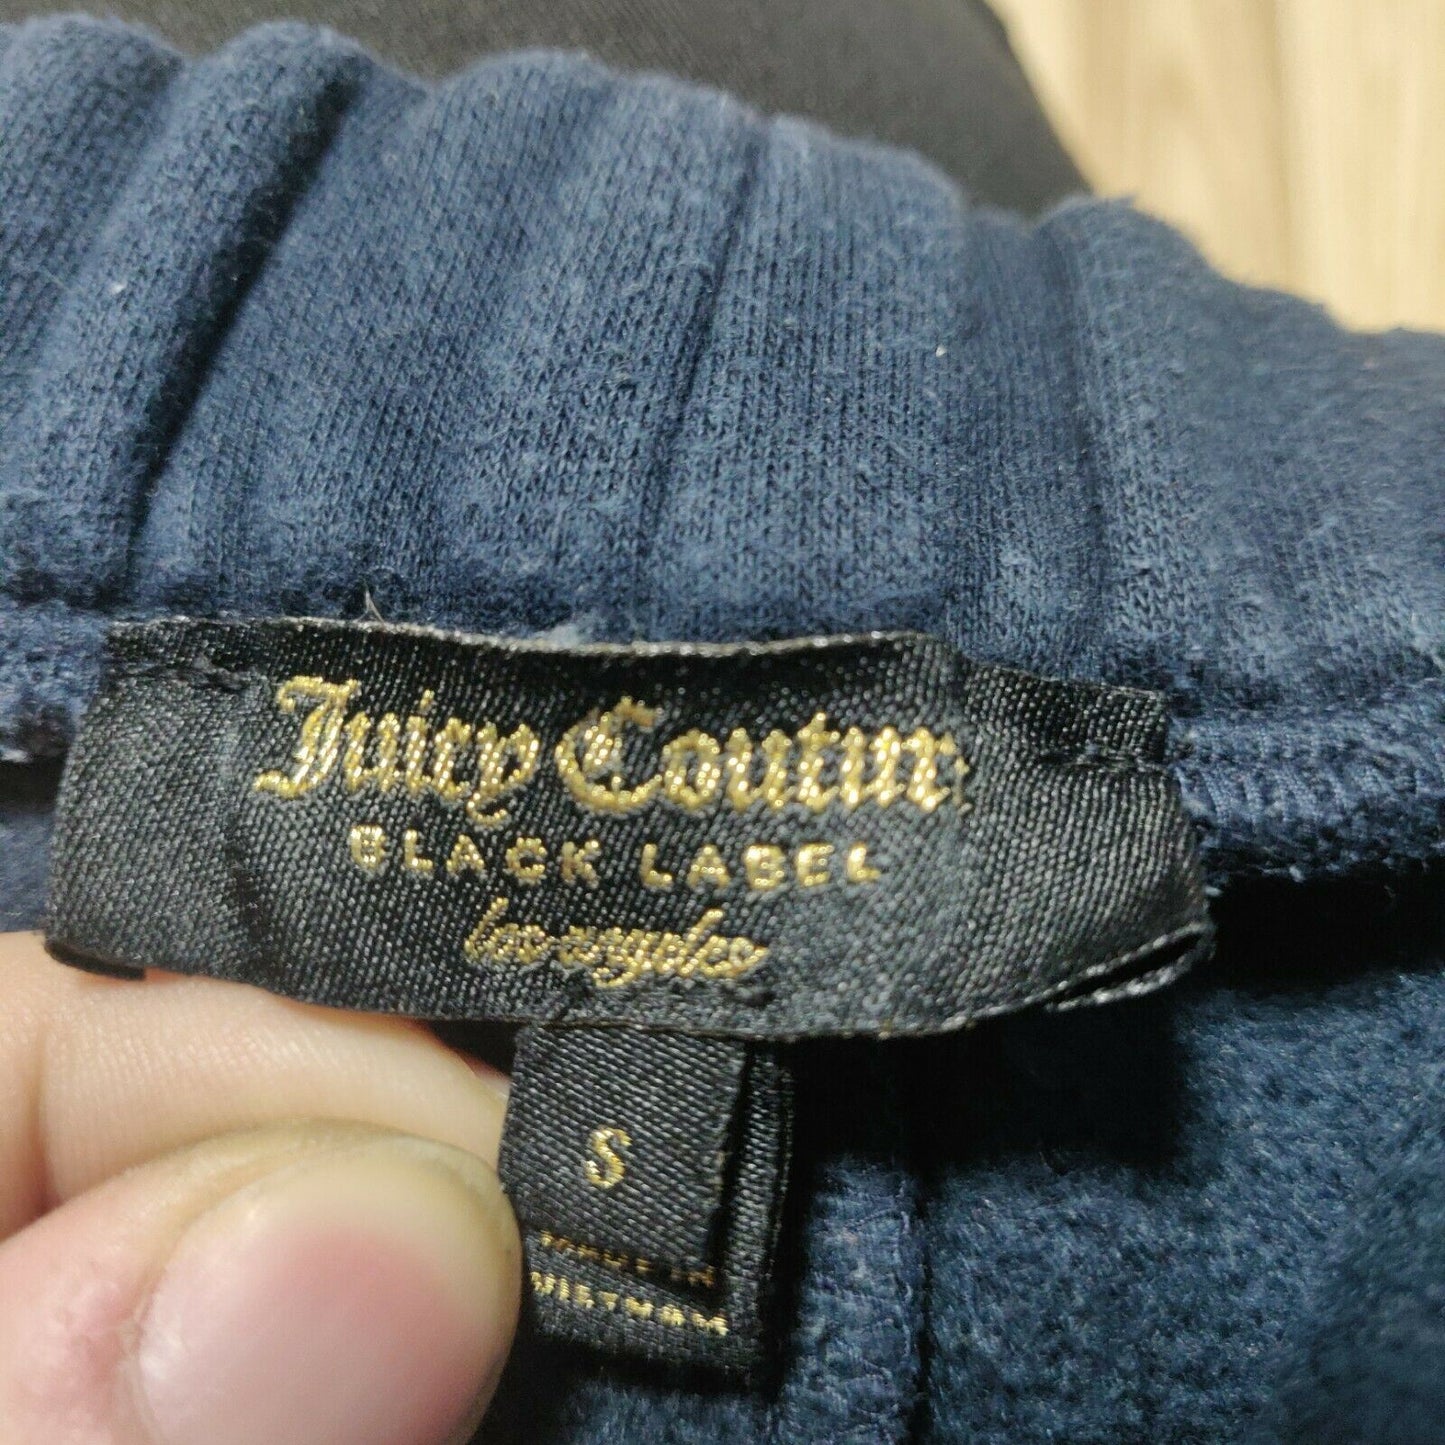 Juicy Couture
BLACK LABEL
los angeles
S
MADE IN
VIETNAM